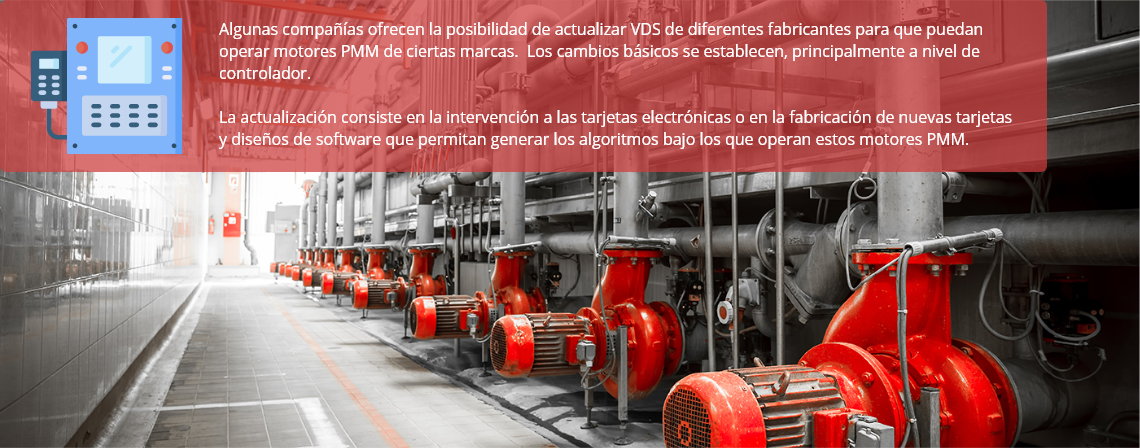 Algunas compañías ofrecen la posibilidad de actualizar VDS de diferentes fabricantes para que puedan
operar motores PMM de ciertas marcas.  Los cambios básicos se establecen, principalmente a nivel de
controlador.
La actualización consiste en la intervención a las tarjetas electrónicas o en la fabricación de nuevas tarjetas
y diseños de software que permitan generar los algoritmos bajo los que operan estos motores PMM.